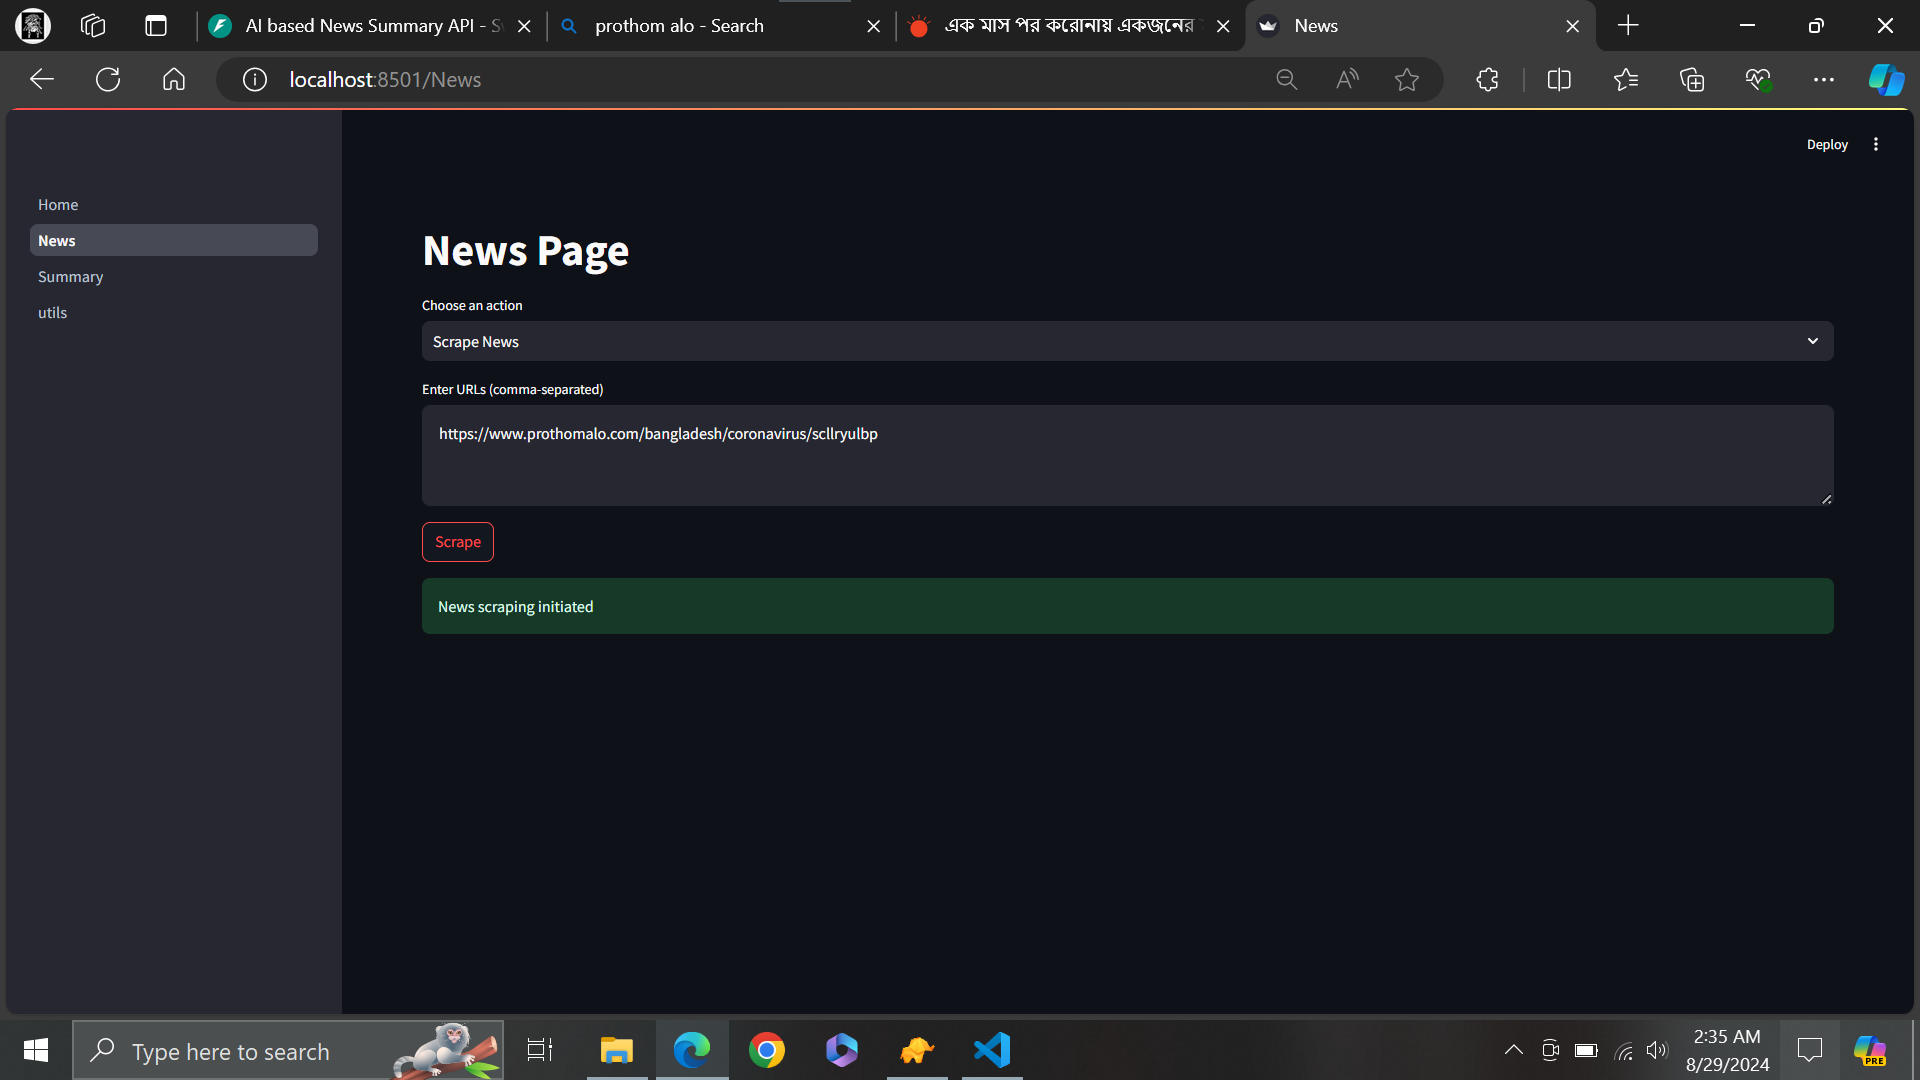 AI based News Summary API - S
prothom alo - Search
এক মাস পর করোনায় একজনের
News
localhost:8501/News
Deploy
Home
News
Summary
utils
News Page
Choose an action
Scrape News
Enter URLs (comma-separated)
https://www.prothomalo.com/bangladesh/coronavirus/scllryulbp
Scrape
News scraping initiated
Type here to search
2:35 AM
8/29/2024
PRE